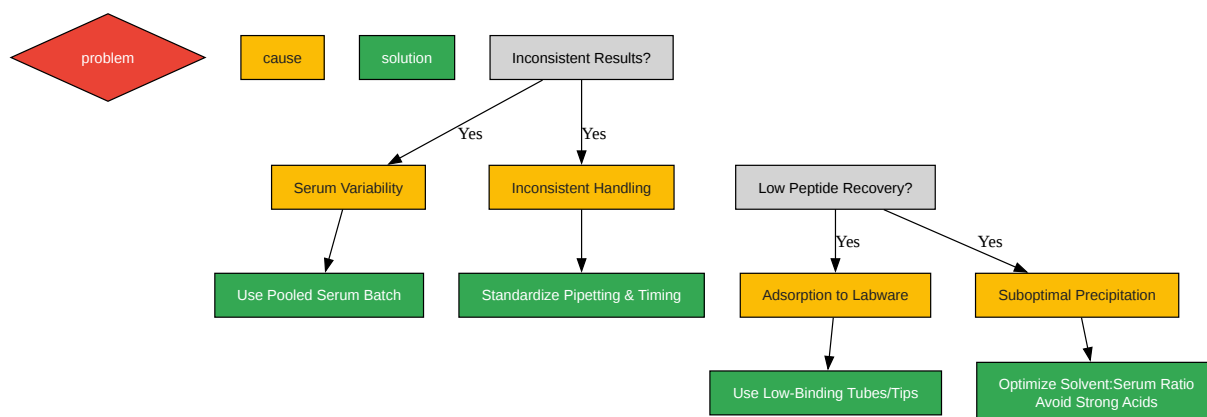 problem
cause
solution
Inconsistent Results?
Yes
Yes
Serum Variability
Inconsistent Handling
Low Peptide Recovery?
Yes
Yes
Use Pooled Serum Batch
Standardize Pipetting & Timing
Adsorption to Labware
Suboptimal Precipitation
Use Low-Binding Tubes/Tips
Optimize Solvent:Serum Ratio
Avoid Strong Acids